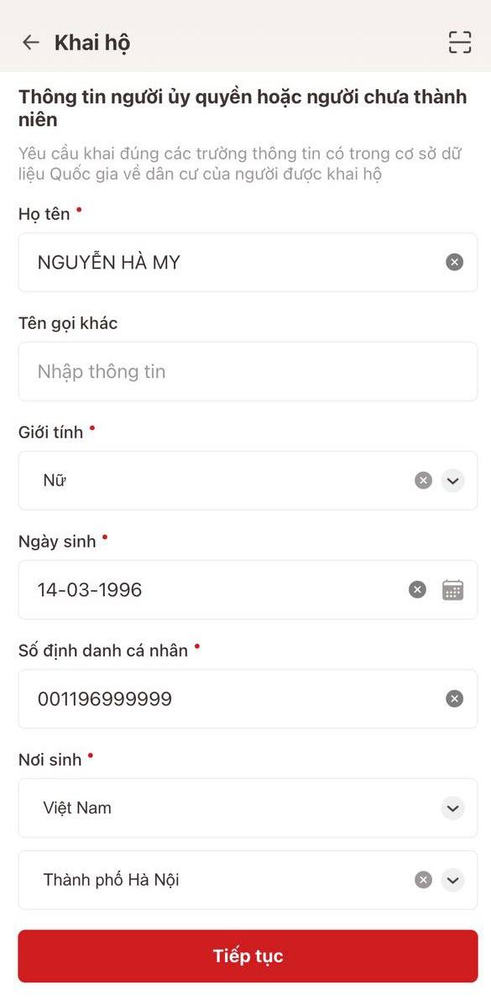 Khai hộ
Thông tin người ủy quyền hoặc người chưa thành
niên
Yêu cầu khai đúng các trường thông tin có trong cơ sở dữ
liệu Quốc gia về dân cư của người được khai hộ
Họ tên •
NGUYỄN HÀ MY
Tên gọi khác
Nhập thông tin
Giới tính •
Nữ
Ngày sinh •
14-03-1996
Số định danh cá nhân •
001196999999
Nơi sinh •
Việt Nam
Thành phố Hà Nội
Tiếp tục